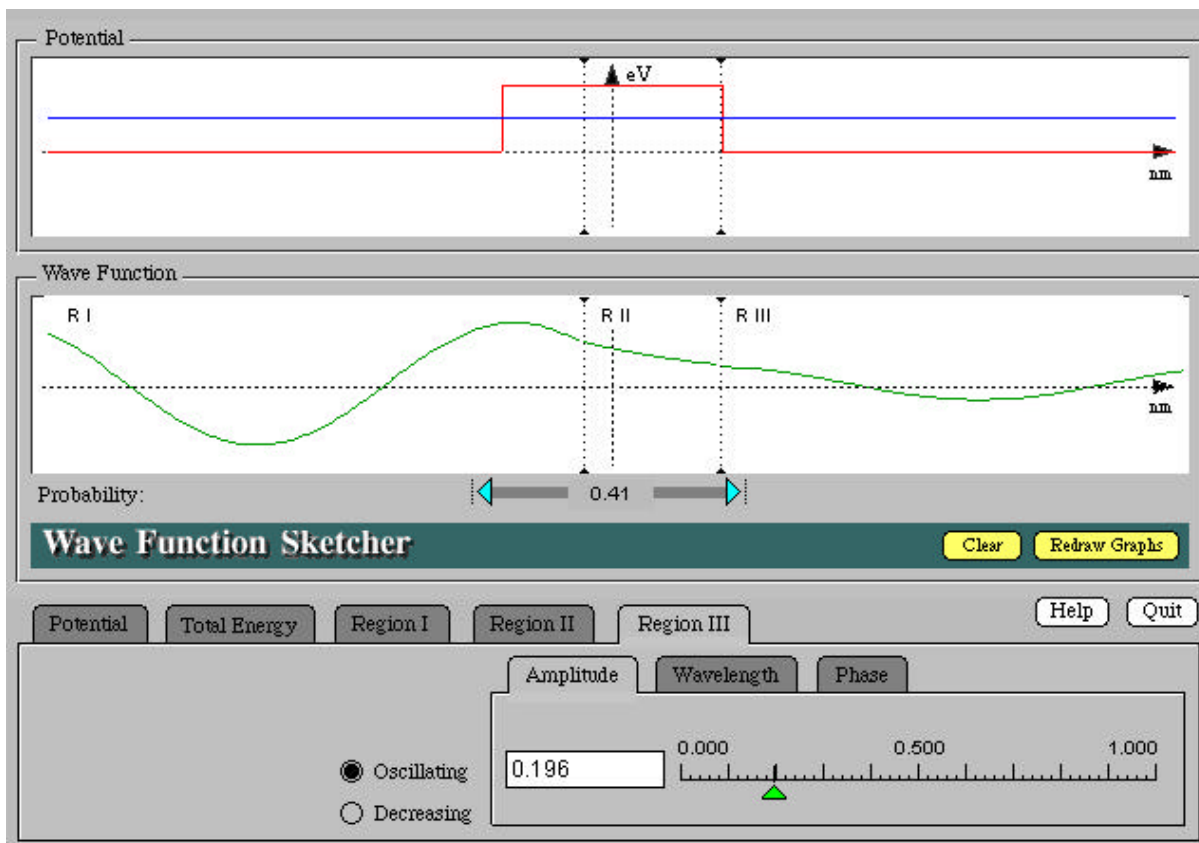 Potential
eV
nm
Wave Function
R I
R II
R III
nm
Probability:
0.41
Wave Function Sketcher
Clear
Redraw Graphs
Help
Quit
Potential
Total Energy
Region I
Region II
Region III
Amplitude
Wavelength
Phase
Oscillating
Decreasing
0.196
0.000 0.500 1.000